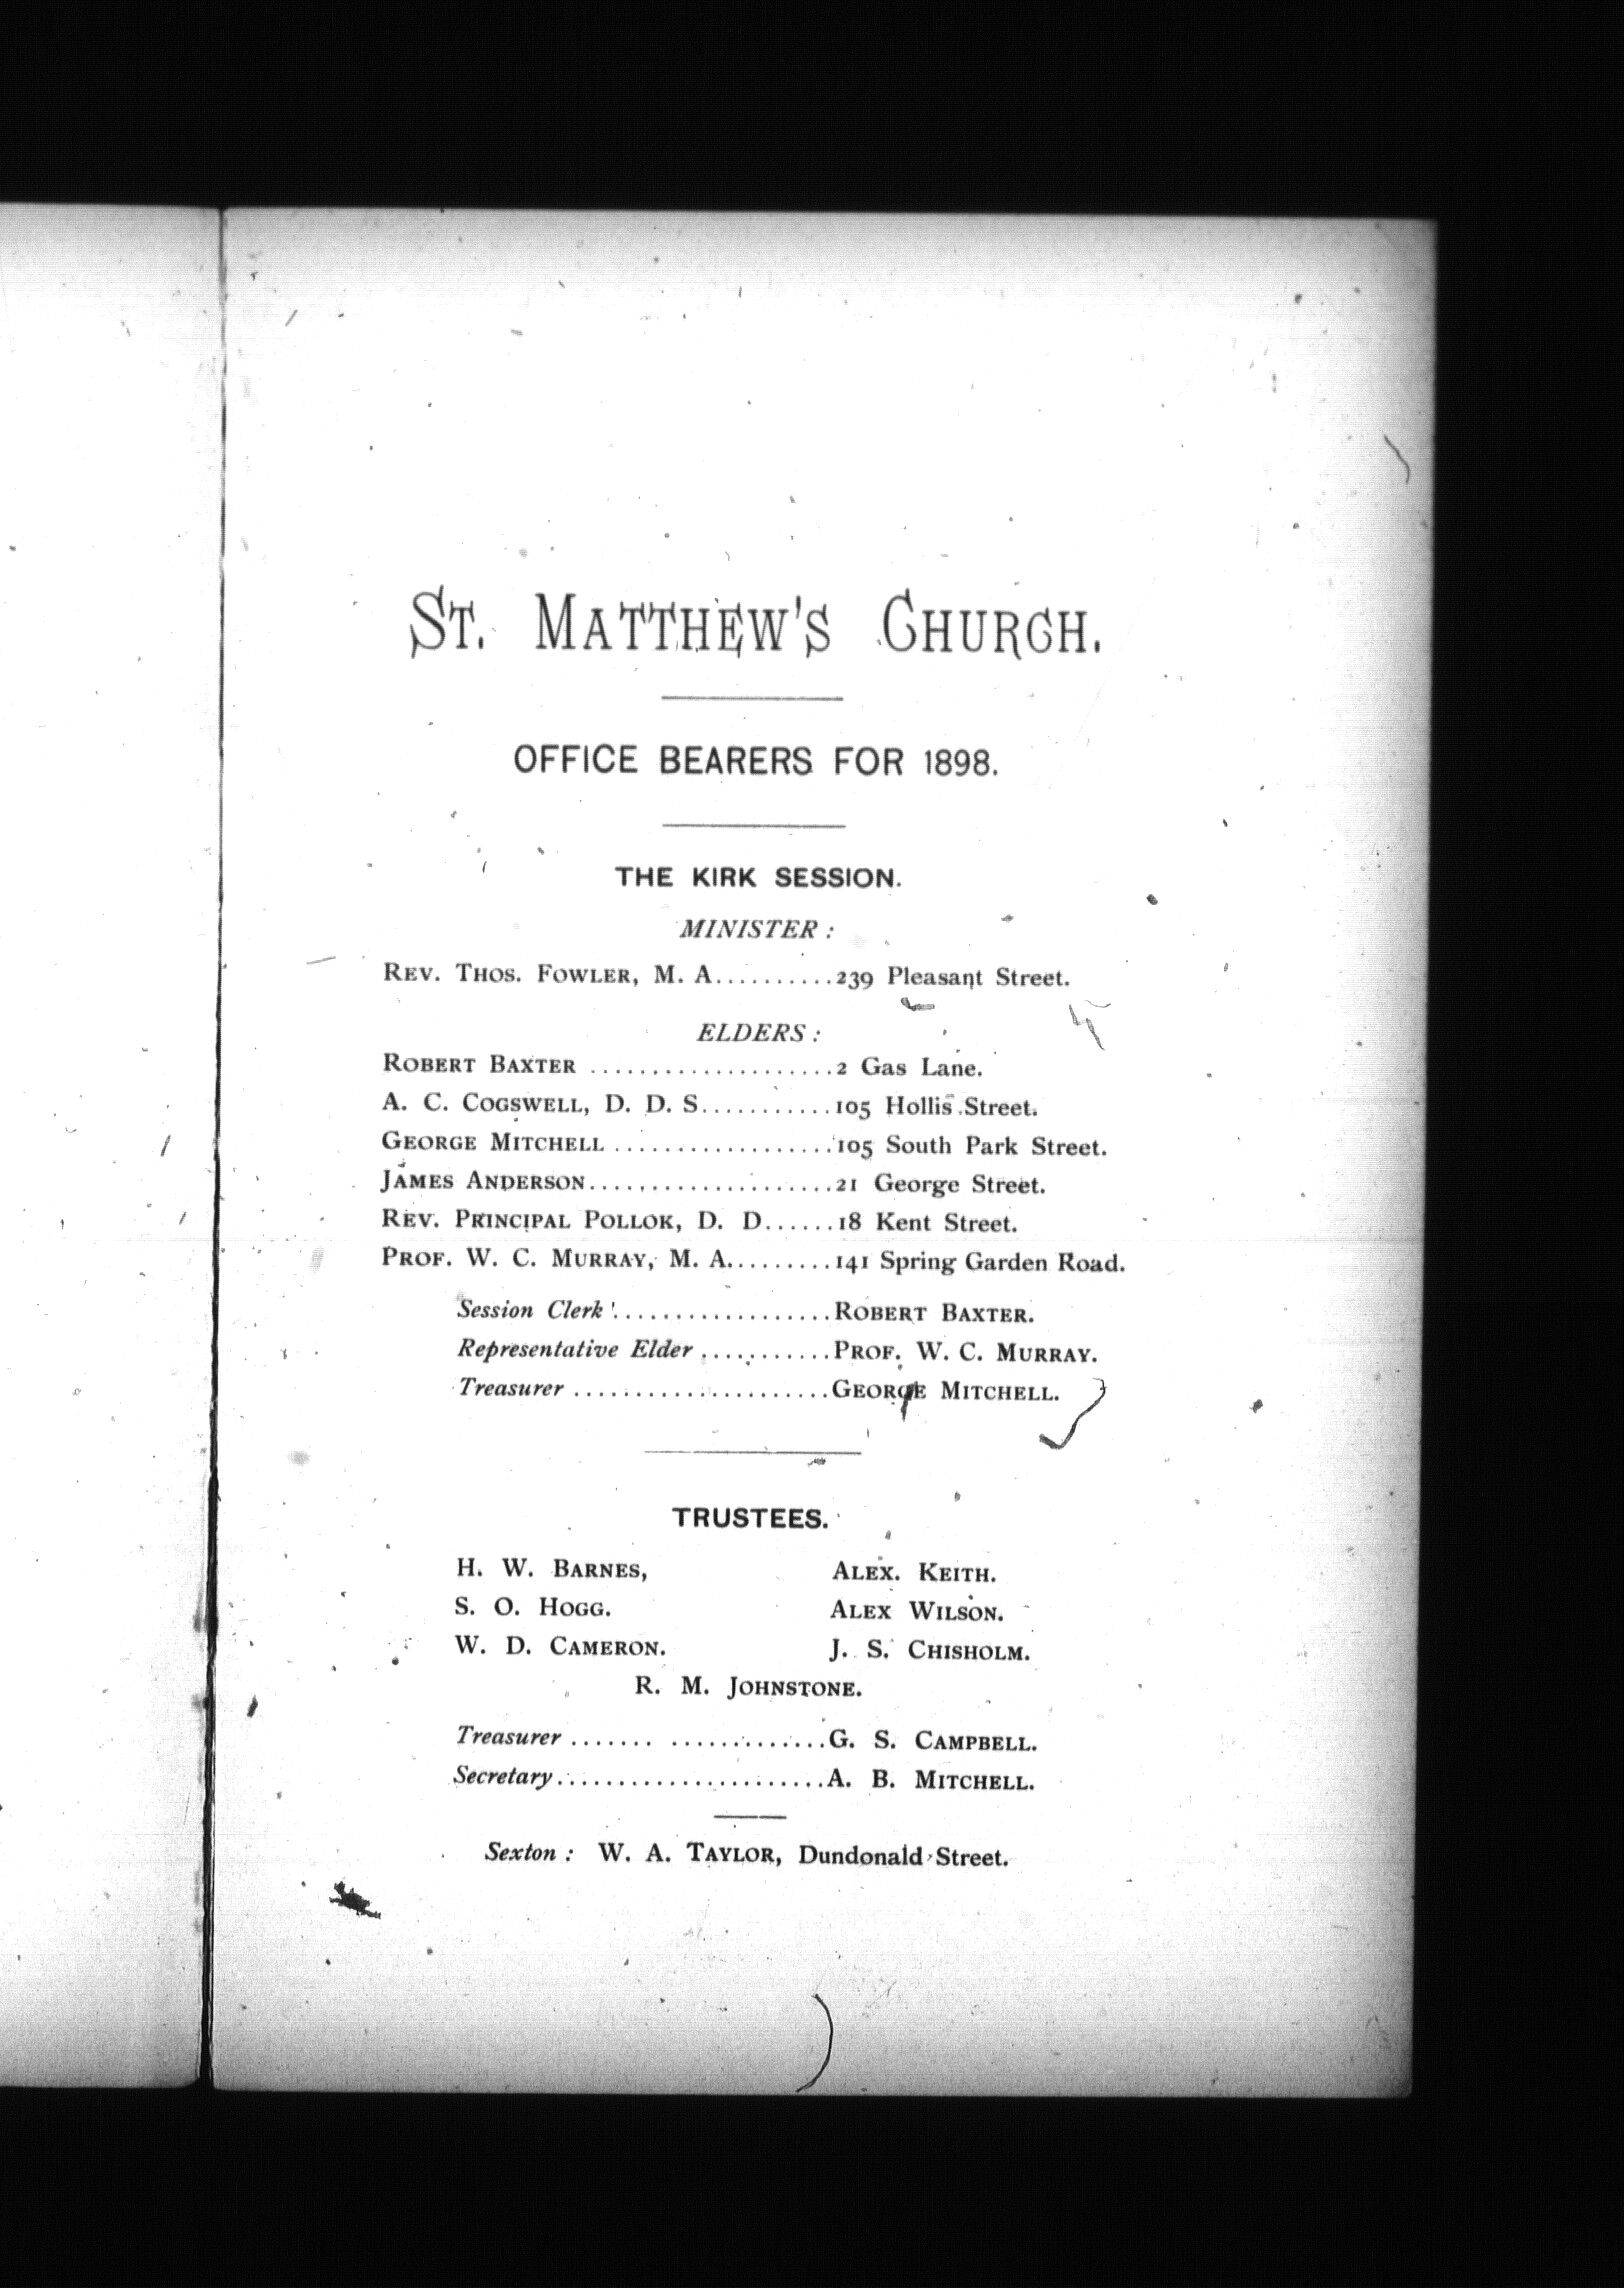 St. Matthew's Church.
OFFICE BEARERS FOR 1898.
THE KIRK SESSION.
MINISTER :
Rev. Thos. Fowler, M. A..........239 Pleasant Street.
ELDERS :
Robert Baxter ....................2 Gas Lane.
A. C. Cogswell, D. D. S...........105 Hollis Street.
George Mitchell ..................105 South Park Street.
James Anderson....................21 George Street.
Rev. Principal Pollok, D. D......18 Kent Street.
Prof. W. C. Murray, M. A.........141 Spring Garden Road.
Session Clerk ..................Robert Baxter.
Representative Elder ...........Prof. W. C. Murray.
Treasurer .....................George Mitchell.
TRUSTEES.
H. W. Barnes, Alex. Keith.
S. O. Hogg. Alex Wilson.
W. D. Cameron. J. S. Chisholm.
R. M. Johnstone.
Treasurer ....... .............G. S. Campbell.
Secretary......................A. B. Mitchell.
Sexton : W. A. Taylor, Dundonald Street.